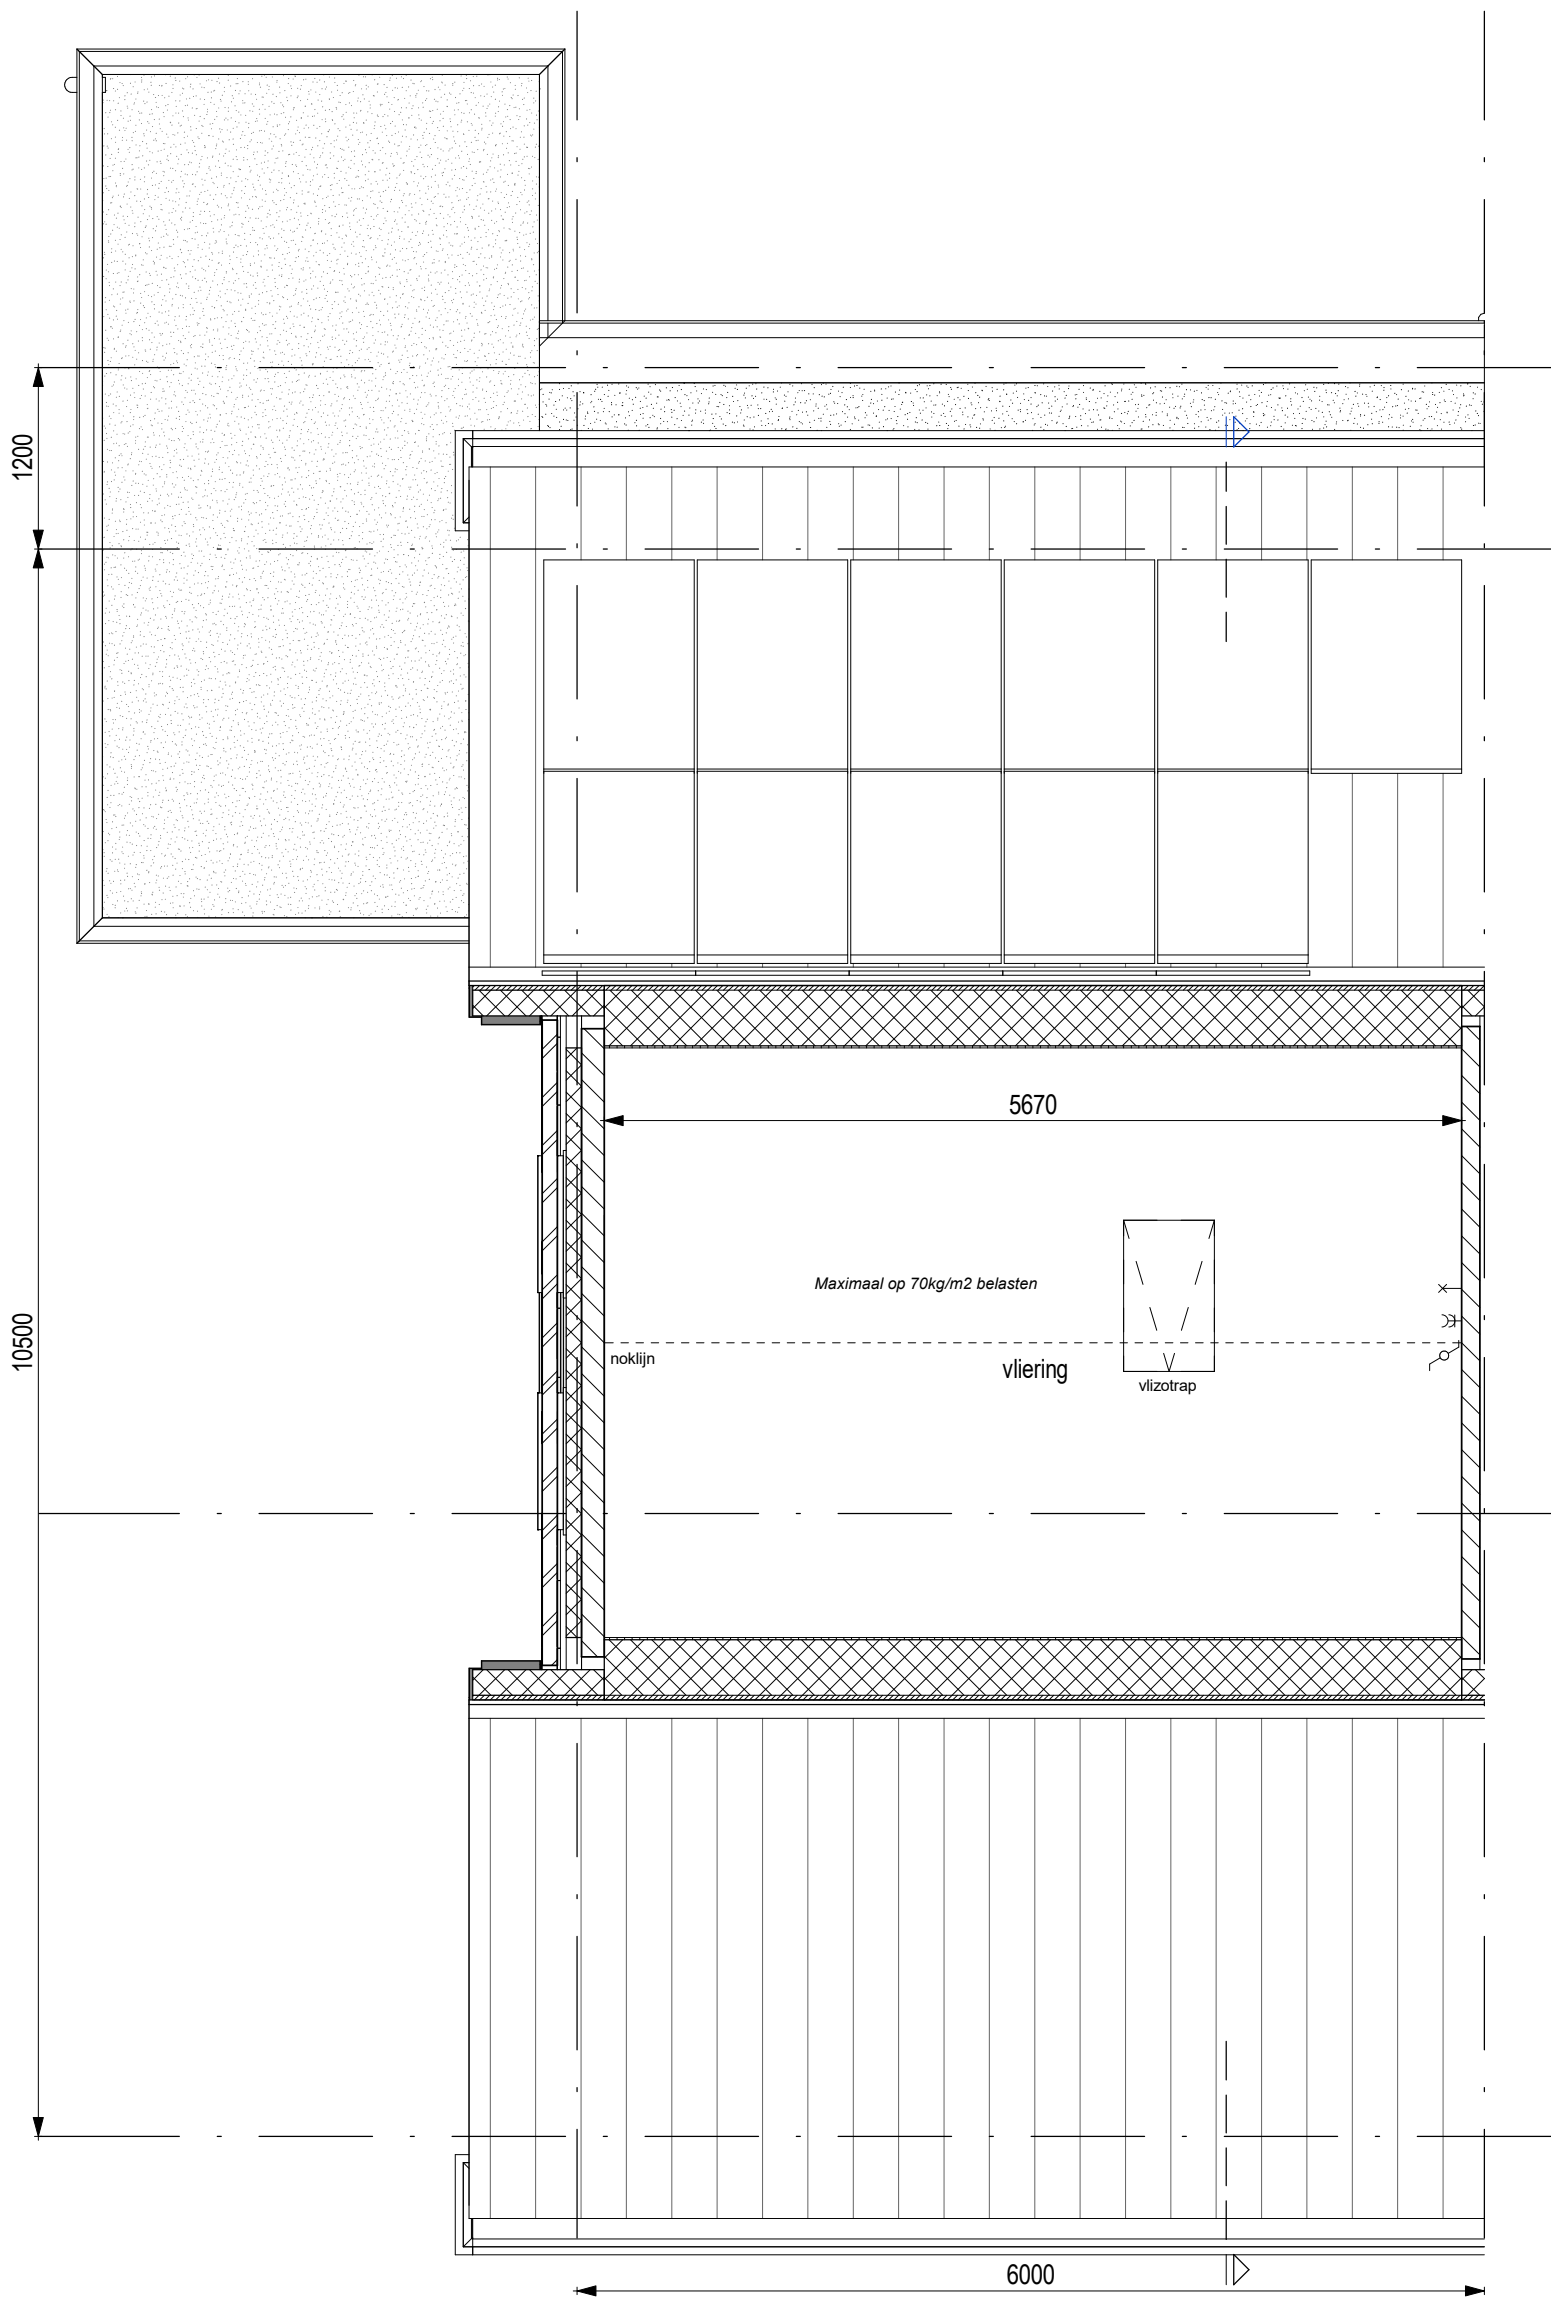 1200
5670
Maximaal op 70kg/m2 belasten
10500
noklijn
vliering
vlizotrap
6000